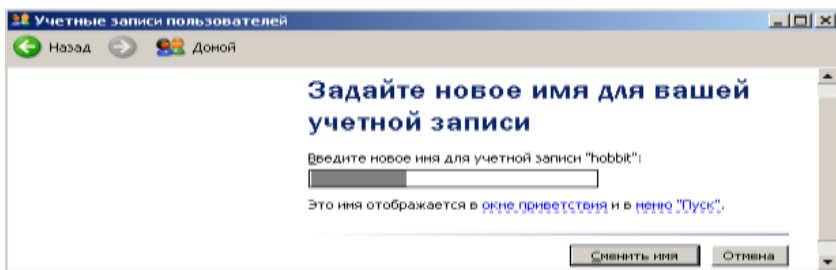 Учетные записи пользователей
Назад Домой
Задайте новое имя для вашей
учетной записи
Введите новое имя для учетной записи "hobbit":
Это имя отображается в окне приветствия и в меню "Пуск".
Сменить имя Отмена